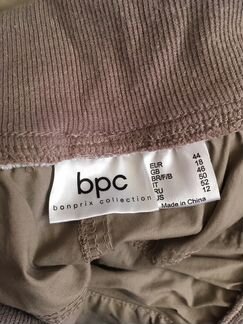 bpc
bonprix collection
EUR 44
GB 18
BR/F/B 46
IT 50
RU 52
US 12
Made in China